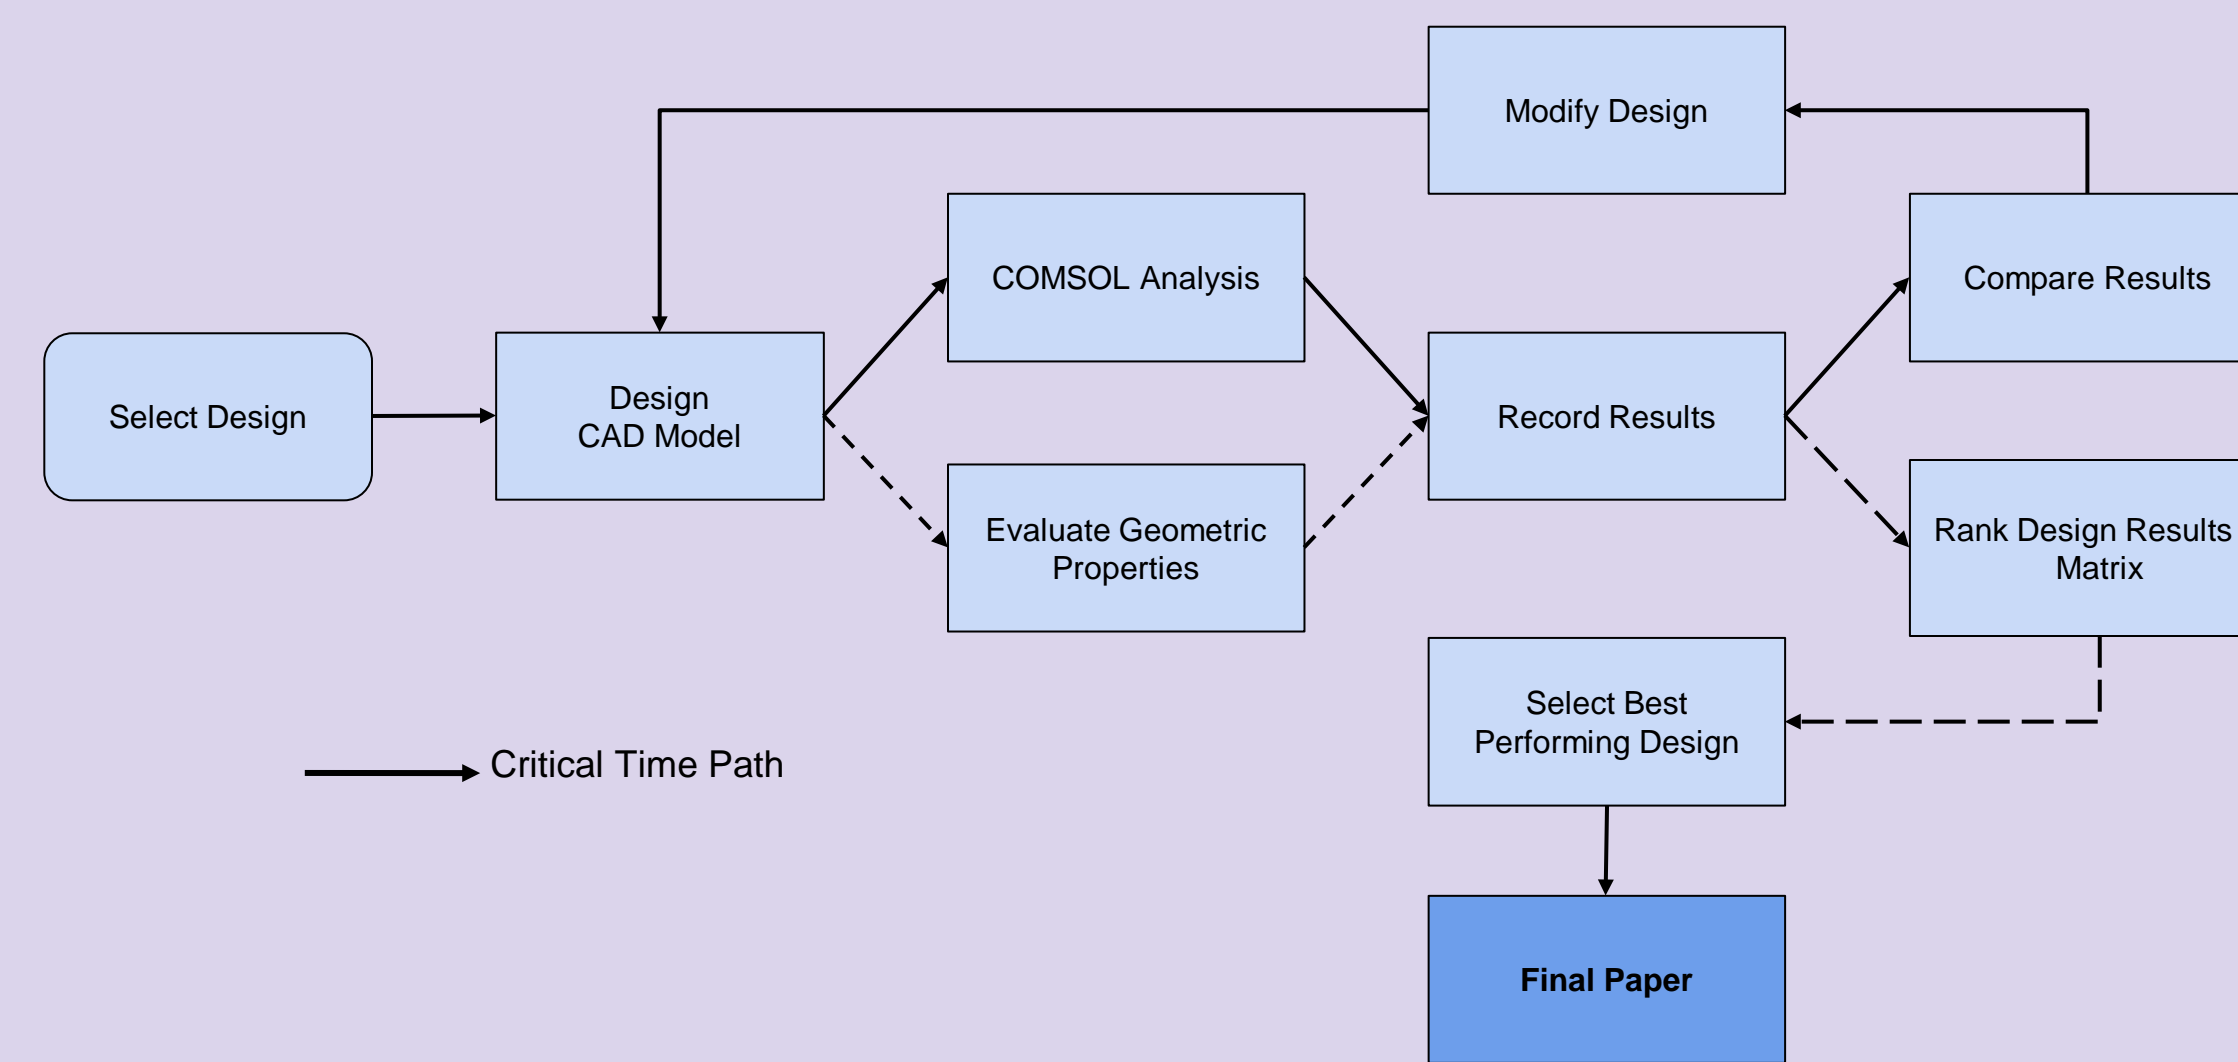 Modify Design
COMSOL Analysis
Compare Results
Select Design
Design
CAD Model
Record Results
Evaluate Geometric
Properties
Rank Design Results
Matrix
Select Best
Performing Design
Critical Time Path
Final Paper